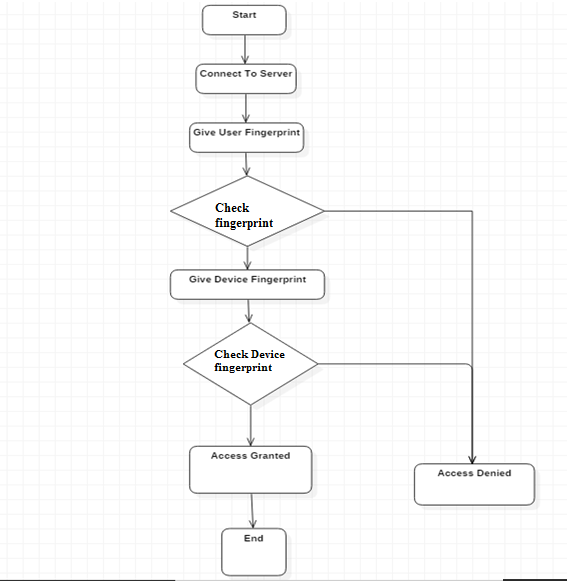 Start
Connect To Server
Give User Fingerprint
Check
fingerprint
Give Device Fingerprint
Check Device
fingerprint
Access Granted
Access Denied
End